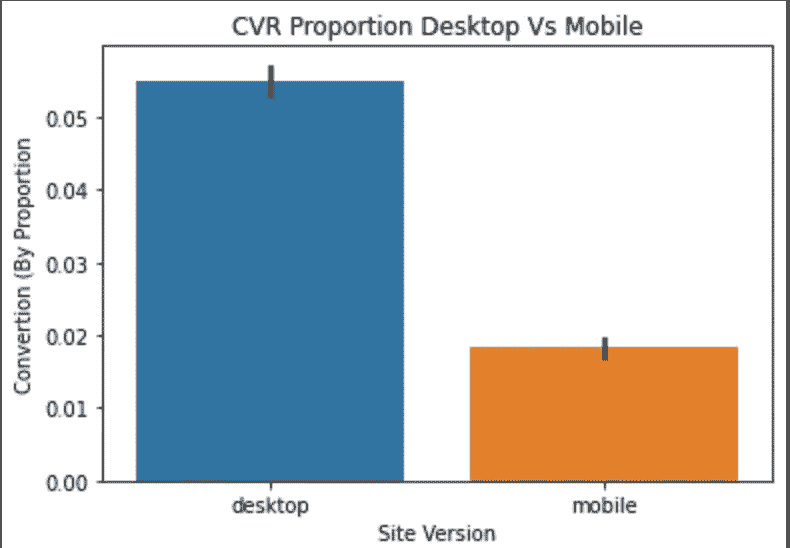 CVR Proportion Desktop Vs Mobile
Convertion (By Proportion
0.05
0.04
0.03
0.02
0.01
0.00
desktop mobile
Site Version